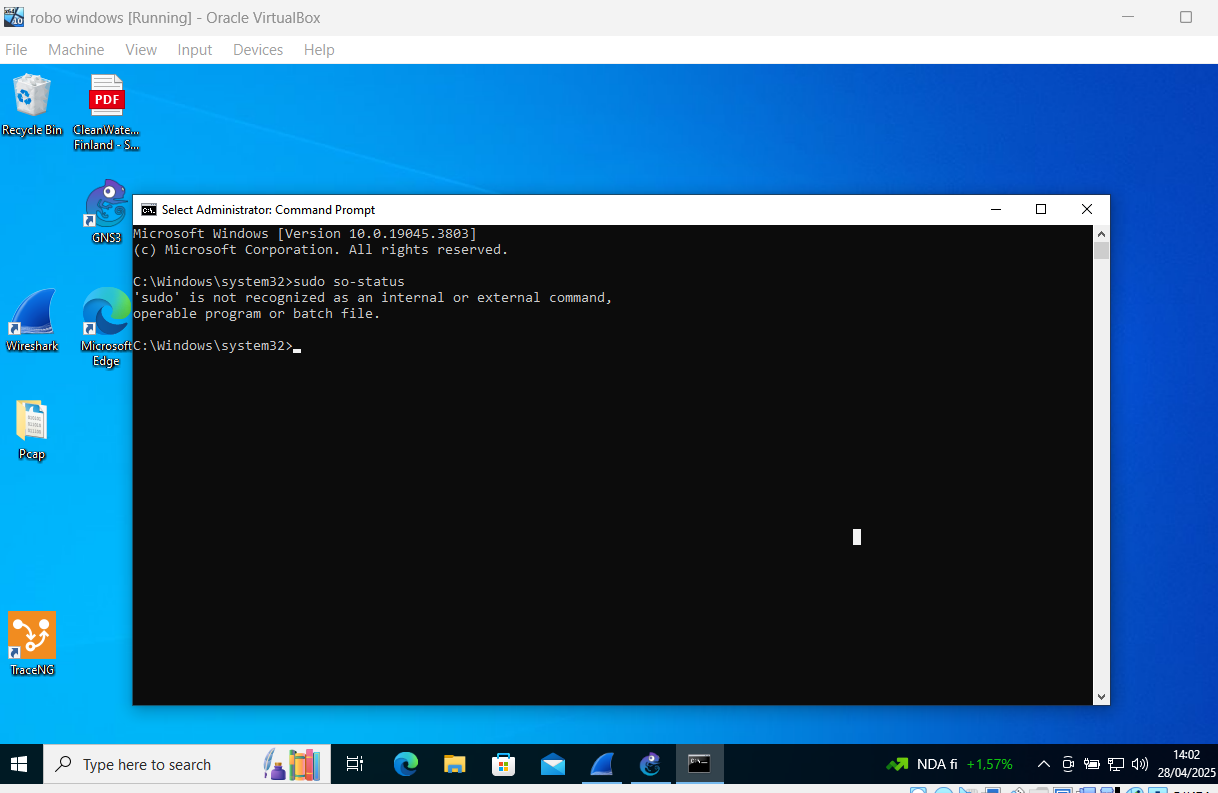 robo windows [Running] - Oracle VirtualBox
File Machine View Input Devices Help
Recycle Bin
PDF
CleanWate...
Finland - S...
GNS3
Wireshark
Microsoft
Edge
Pcap
TraceNG
Select Administrator: Command Prompt
Microsoft Windows [Version 10.0.19045.3803]
(c) Microsoft Corporation. All rights reserved.
C:\Windows\system32>sudo so-status
'sudo' is not recognized as an internal or external command,
operable program or batch file.
C:\Windows\system32>
Type here to search
NDA fi +1,57%
14:02
28/04/2025